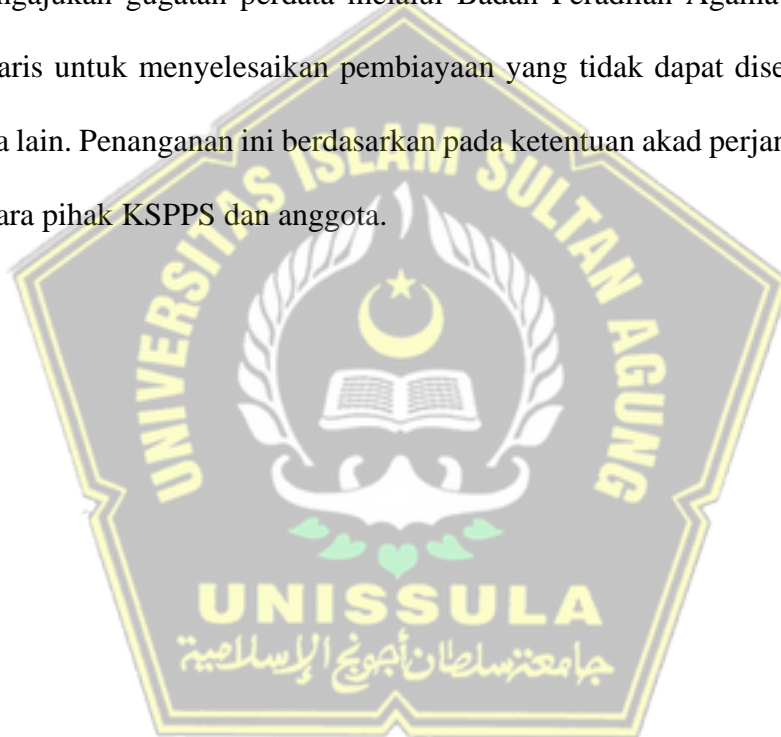 gajukan gugatan perdata melalui Badan Peradilan Agama
aris untuk menyelesaikan pembiayaan yang tidak dapat dise
a lain. Penanganan ini berdasarkan pada ketentuan akad perjan
ara pihak KSPPS dan anggota.
UNIVERSITAS ISLAM SULTAN AGUNG
UNISSULA
جامعة سلطان أجونج الإسلامية